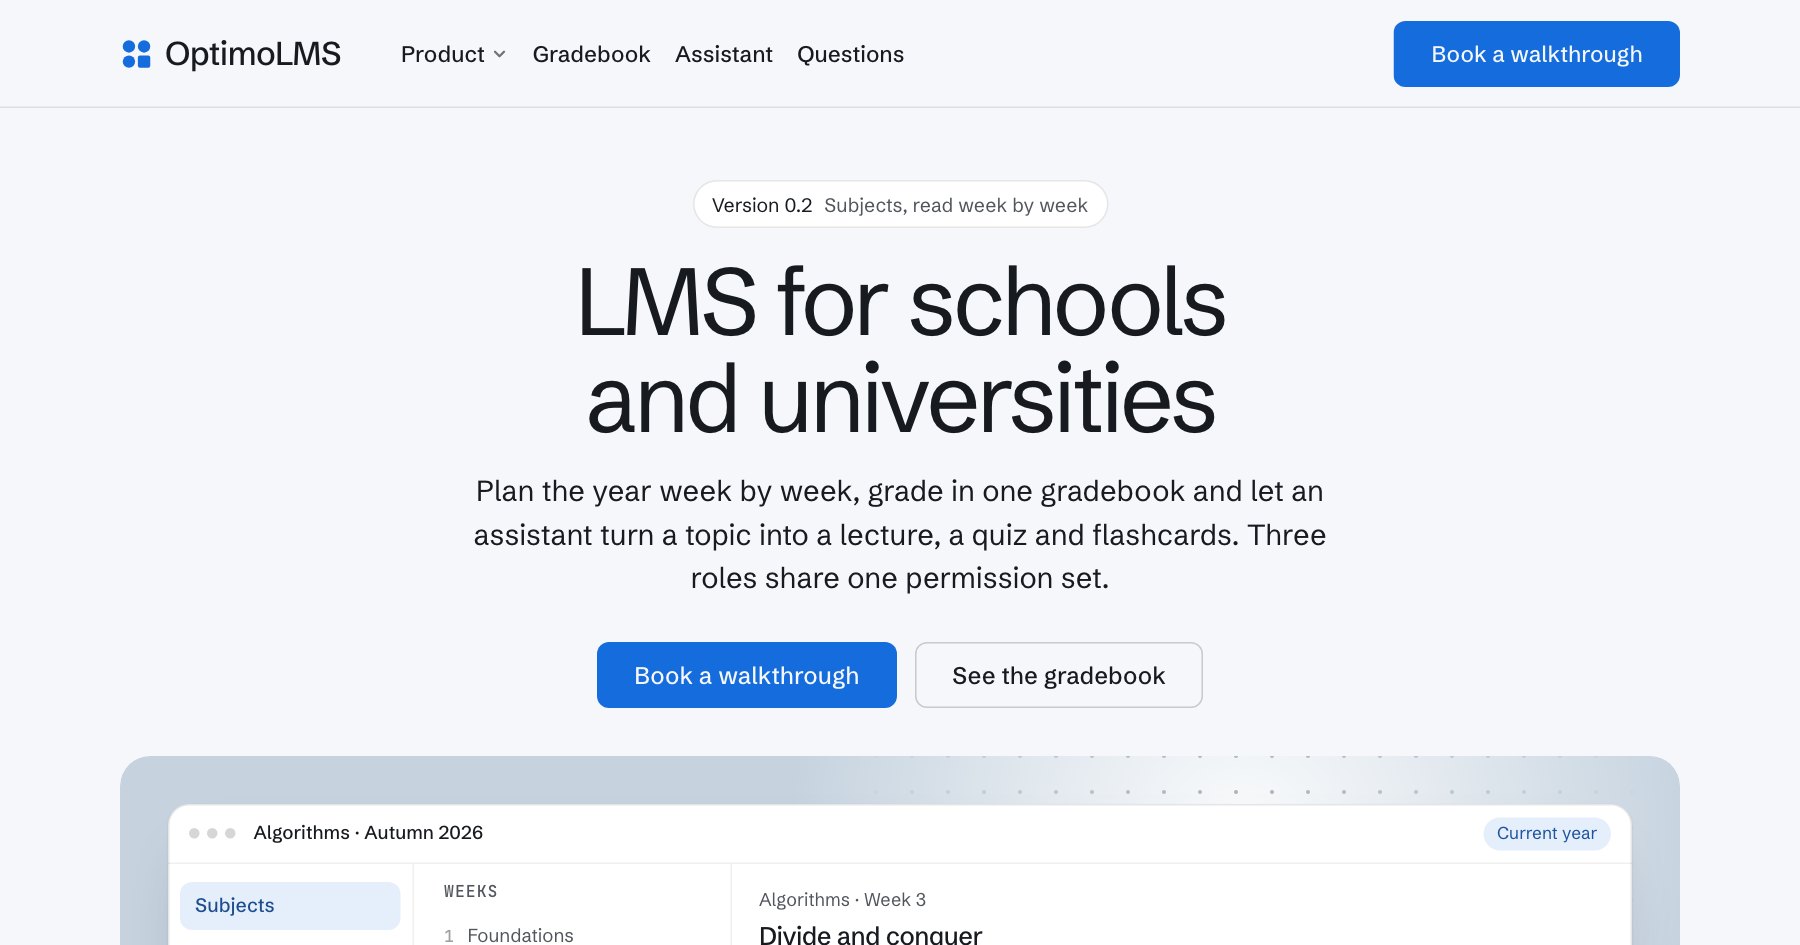 OptimoLMS
Product
Gradebook
Assistant
Questions
Book a walkthrough
Version 0.2 Subjects, read week by week
LMS for schools
and universities
Plan the year week by week, grade in one gradebook and let an
assistant turn a topic into a lecture, a quiz and flashcards. Three
roles share one permission set.
Book a walkthrough
See the gradebook
Algorithms · Autumn 2026
Current year
Subjects
WEEKS
1 Foundations
Algorithms · Week 3
Divide and conquer